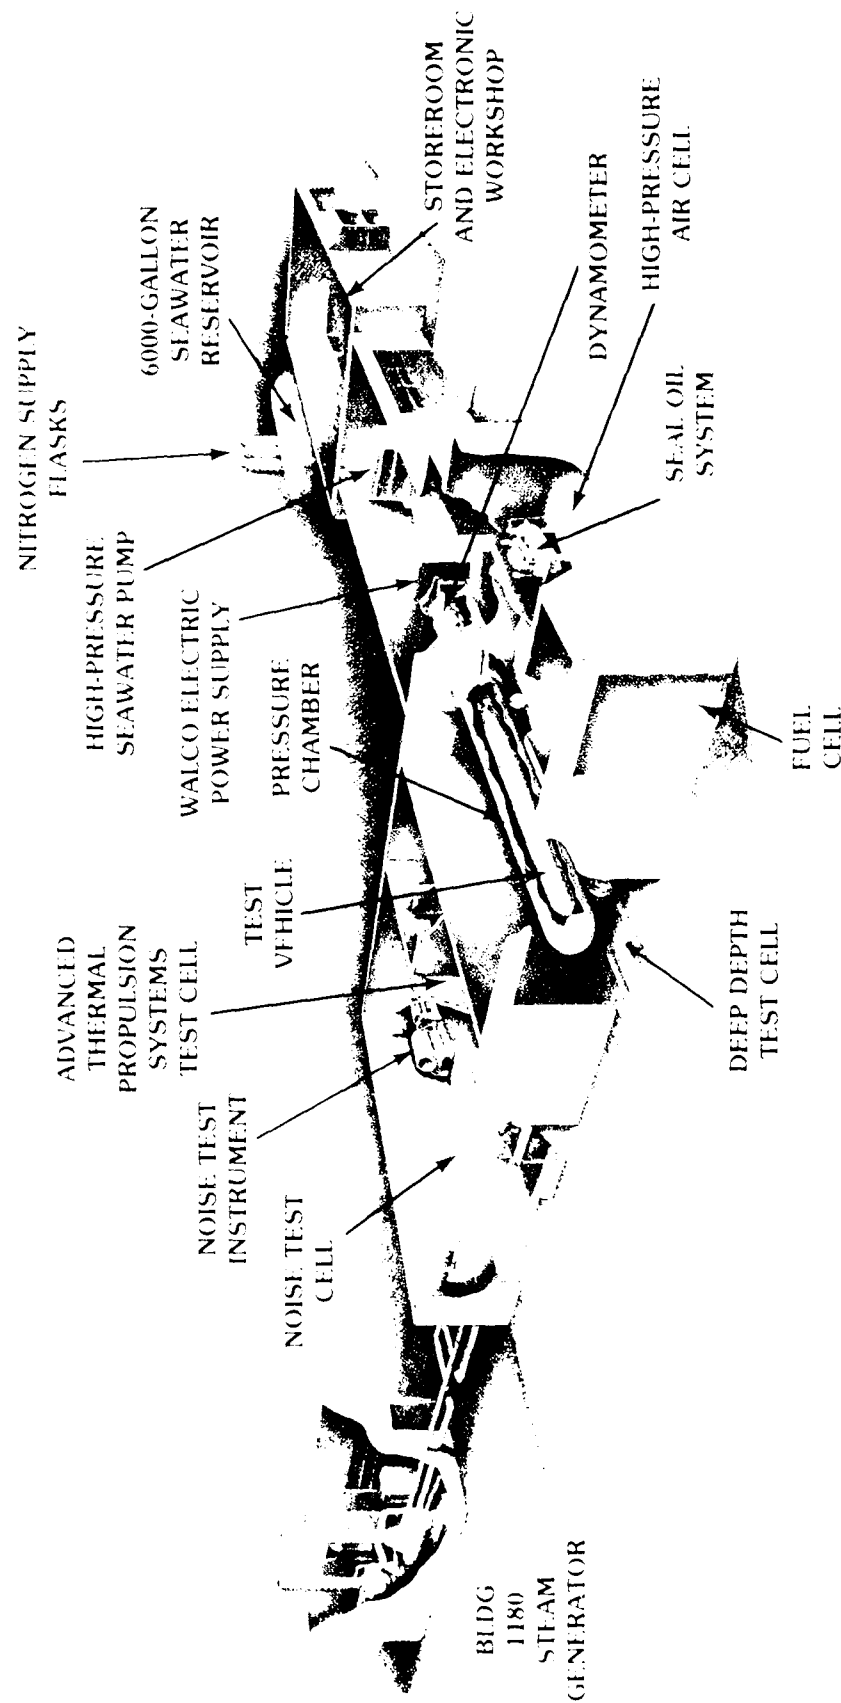 NITROGEN SUPPLY
FLASKS
6000-GALLON
SEAWATER
RESERVOIR
STOREROOM
AND ELECTRONIC
WORKSHOP
HIGH-PRESSURE
SEAWATER PUMP
WALCO ELECTRIC
POWER SUPPLY
PRESSURE
CHAMBER
TEST
VEHICLE
ADVANCED
THERMAL
PROPULSION
SYSTEMS
TEST CELL
NOISE TEST
INSTRUMENT
NOISE TEST
CELL
BLDG
1180
STEAM
GENERATOR
DEEP DEPTH
TEST CELL
FUEL
CELL
SEAL OIL
SYSTEM
DYNAMOMETER
HIGH-PRESSURE
AIR CELL